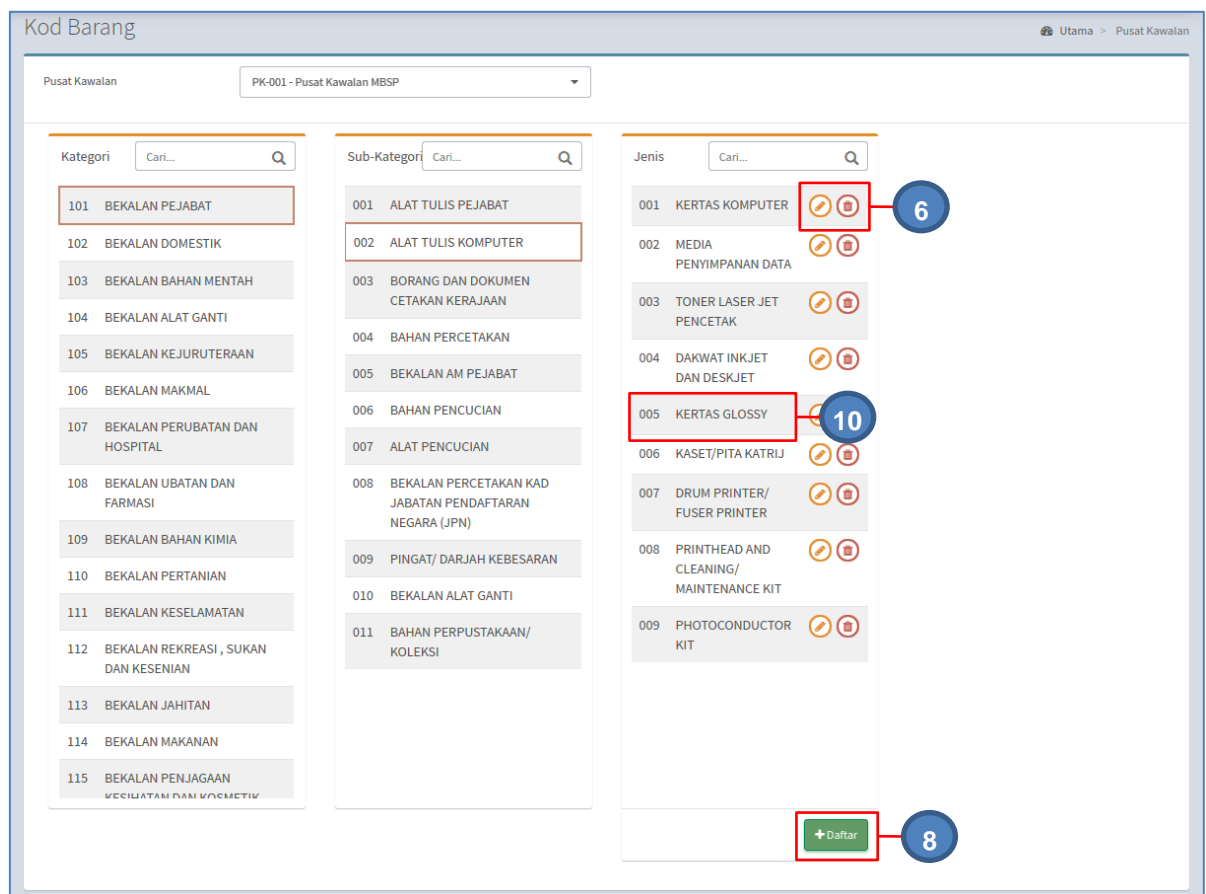 Kod Barang
Utama > Pusat Kawalan
Pusat Kawalan
PK-001 - Pusat Kawalan MBSP
Kategori
Cari...
101 BEKALAN PEJABAT
102 BEKALAN DOMESTIK
103 BEKALAN BAHAN MENTAH
104 BEKALAN ALAT GANTI
105 BEKALAN KEJURUTERAAN
106 BEKALAN MAKMAL
107 BEKALAN PERUBATAN DAN
HOSPITAL
108 BEKALAN UBATAN DAN
FARMASI
109 BEKALAN BAHAN KIMIA
110 BEKALAN PERTANIAN
111 BEKALAN KESELAMATAN
112 BEKALAN REKREASI , SUKAN
DAN KESENIAN
113 BEKALAN JAHITAN
114 BEKALAN MAKANAN
115 BEKALAN PENJAGAAN
KESIHATAN DAN KOSMETIK
Sub-Kategori
Cari...
001 ALAT TULIS PEJABAT
002 ALAT TULIS KOMPUTER
003 BORANG DAN DOKUMEN
CETAKAN KERAJAAN
004 BAHAN PERCETAKAN
005 BEKALAN AM PEJABAT
006 BAHAN PENCUCIAN
007 ALAT PENCUCIAN
008 BEKALAN PERCETAKAN KAD
JABATAN PENDAFTARAN
NEGARA (JPN)
009 PINGAT/ DARJAH KEBESARAN
010 BEKALAN ALAT GANTI
011 BAHAN PERPUSTAKAAN/
KOLEKSI
Jenis
Cari...
001 KERTAS KOMPUTER
6
002 MEDIA
PENYIMPANAN DATA
003 TONER LASER JET
PENCETAK
004 DAKWAT INKJET
DAN DESKJET
005 KERTAS GLOSSY
10
006 KASET/PITA KATRIJ
007 DRUM PRINTER/
FUSER PRINTER
008 PRINTHEAD AND
CLEANING/
MAINTENANCE KIT
009 PHOTOCONDUCTOR
KIT
+ Daftar
8